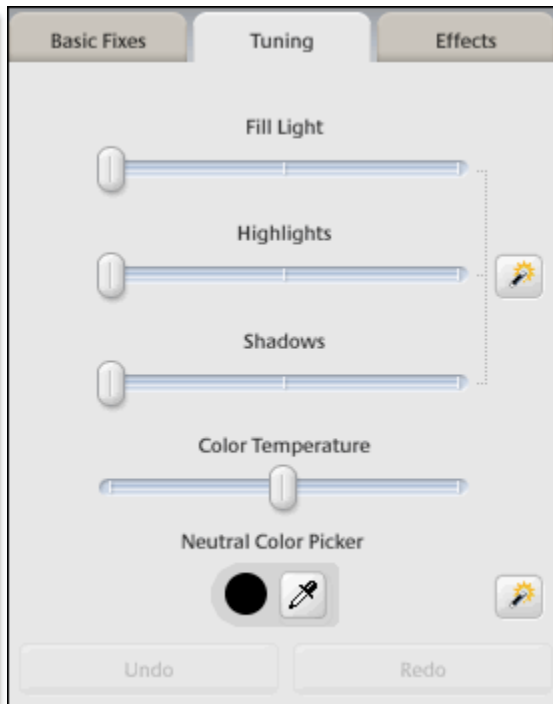 Basic Fixes
Tuning
Effects
Fill Light
Highlights
Shadows
Color Temperature
Neutral Color Picker
Undo
Redo